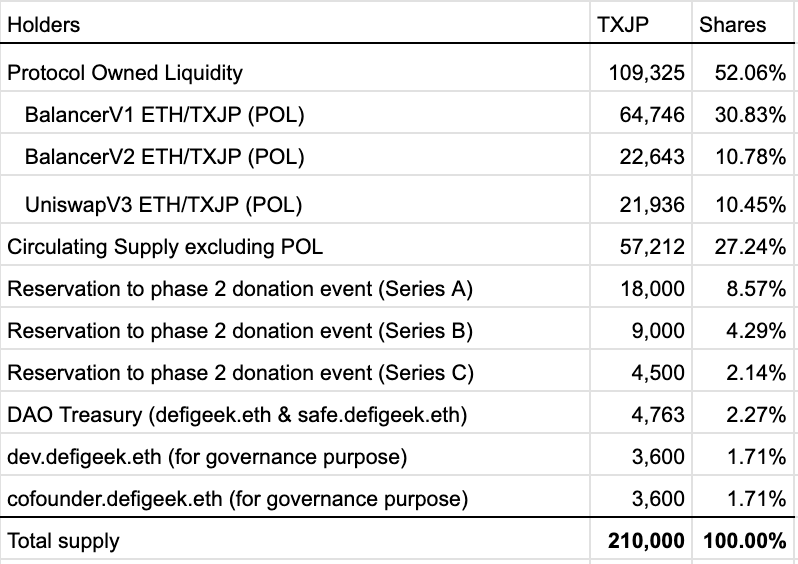 Holders TXJP Shares
Protocol Owned Liquidity 109,325 52.06%
BalancerV1 ETH/TXJP (POL) 64,746 30.83%
BalancerV2 ETH/TXJP (POL) 22,643 10.78%
UniswapV3 ETH/TXJP (POL) 21,936 10.45%
Circulating Supply excluding POL 57,212 27.24%
Reservation to phase 2 donation event (Series A) 18,000 8.57%
Reservation to phase 2 donation event (Series B) 9,000 4.29%
Reservation to phase 2 donation event (Series C) 4,500 2.14%
DAO Treasury (defigeek.eth & safe.defigeek.eth) 4,763 2.27%
dev.defigeek.eth (for governance purpose) 3,600 1.71%
cofounder.defigeek.eth (for governance purpose) 3,600 1.71%
Total supply 210,000 100.00%